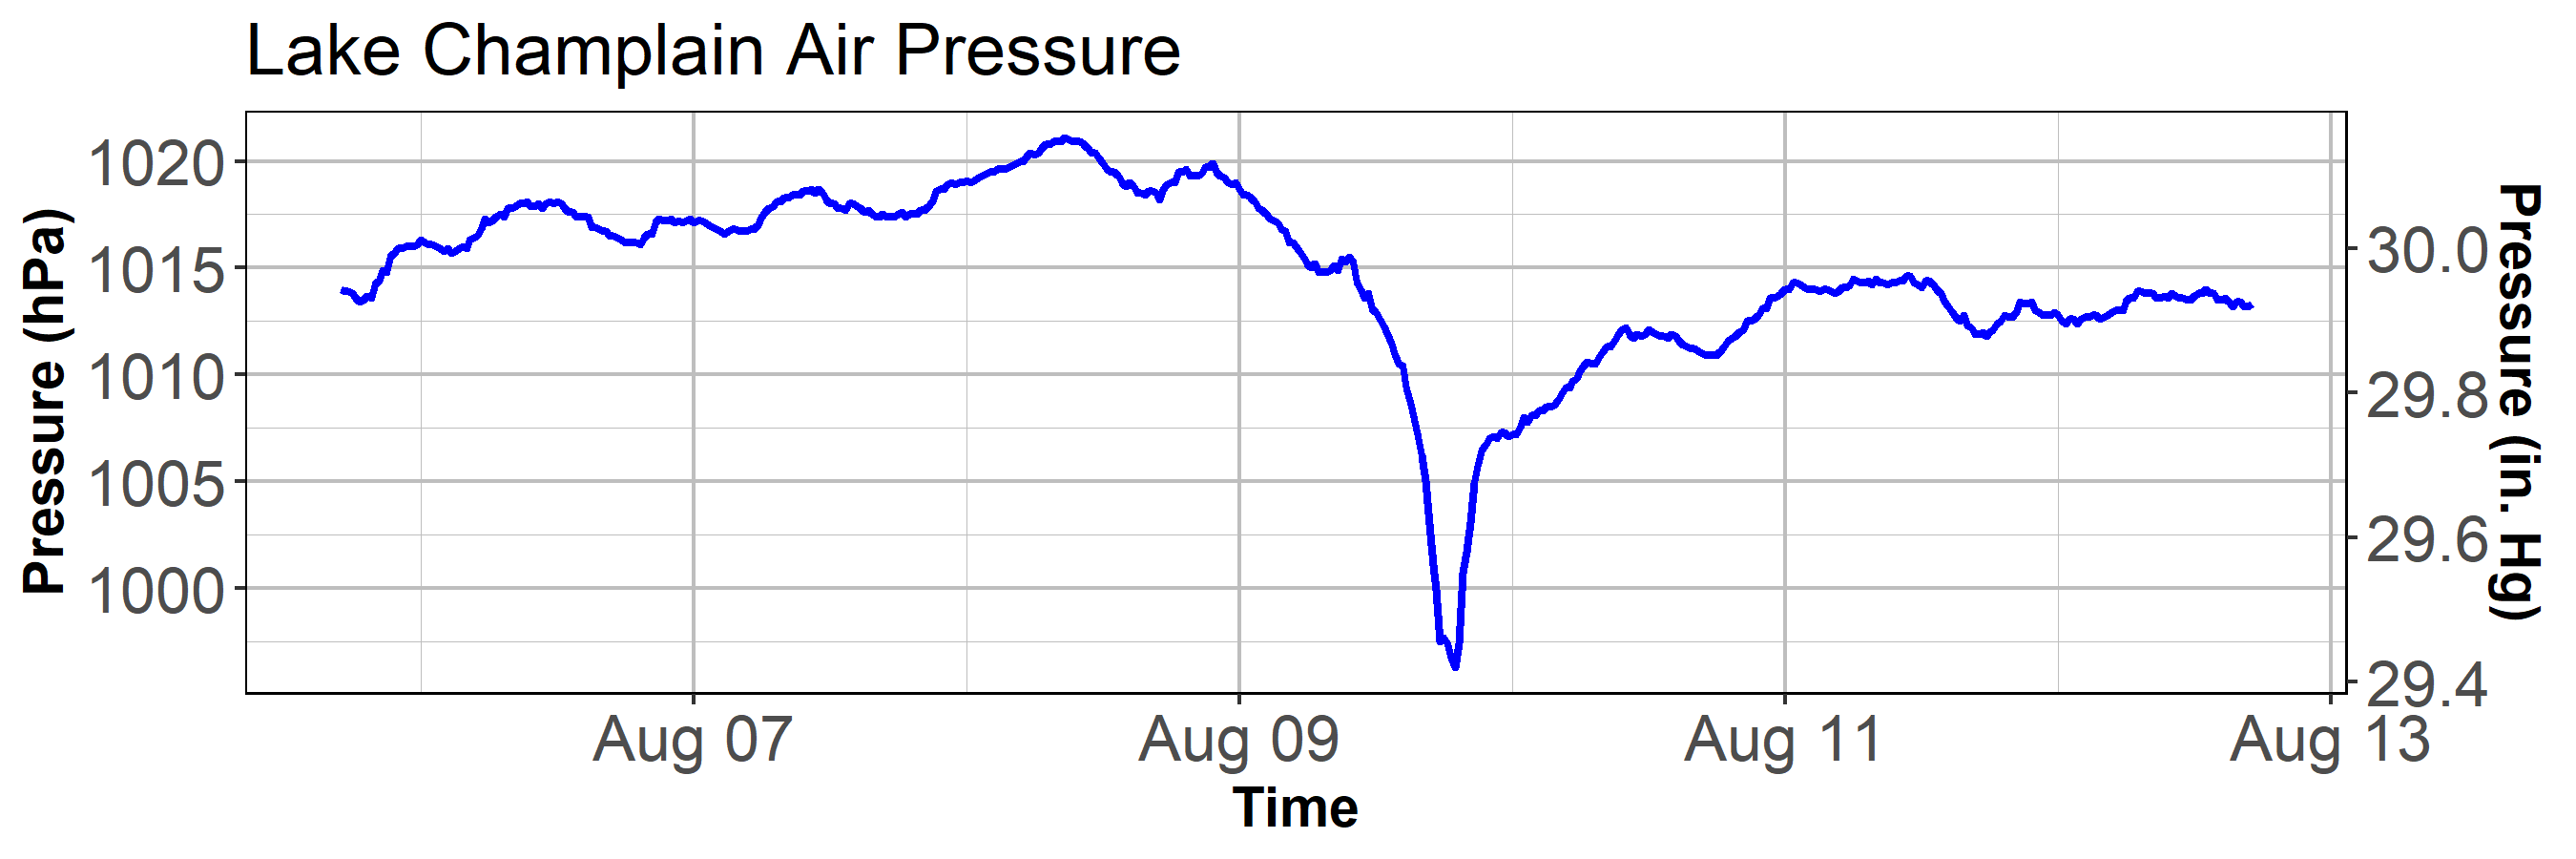 Lake Champlain Air Pressure
Pressure (hPa)
1020
1015
1010
1005
1000
30.0
29.8
29.6
29.4
Pressure (in. Hg)
Aug 07 Aug 09 Aug 11 Aug 13
Time